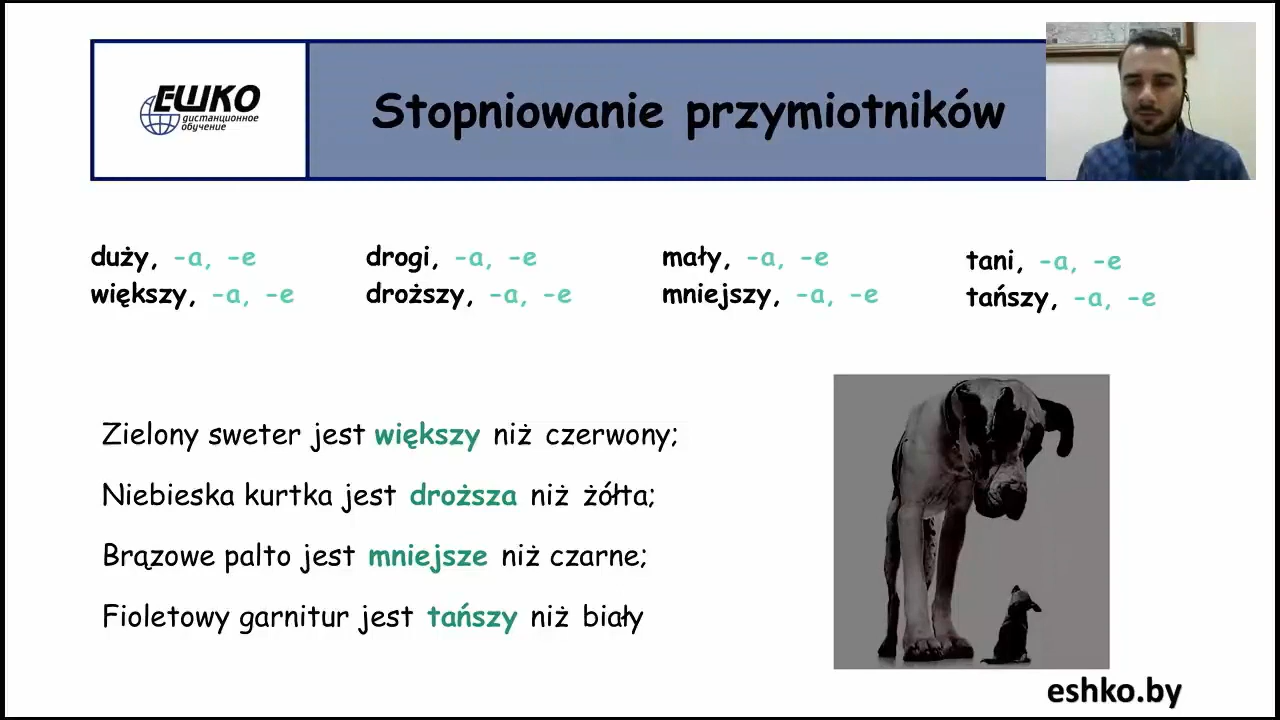 ЕШКО
дистанционное
обучение
Stopniowanie przymiotników
duży, -a, -e
większy, -a, -e
drogi, -a, -e
droższy, -a, -e
mały, -a, -e
mniejszy, -a, -e
tani, -a, -e
tańszy, -a, -e
Zielony sweter jest większy niż czerwony;
Niebieska kurtka jest droższa niż żółta;
Brązowe palto jest mniejsze niż czarne;
Fioletowy garnitur jest tańszy niż biały
eshko.by